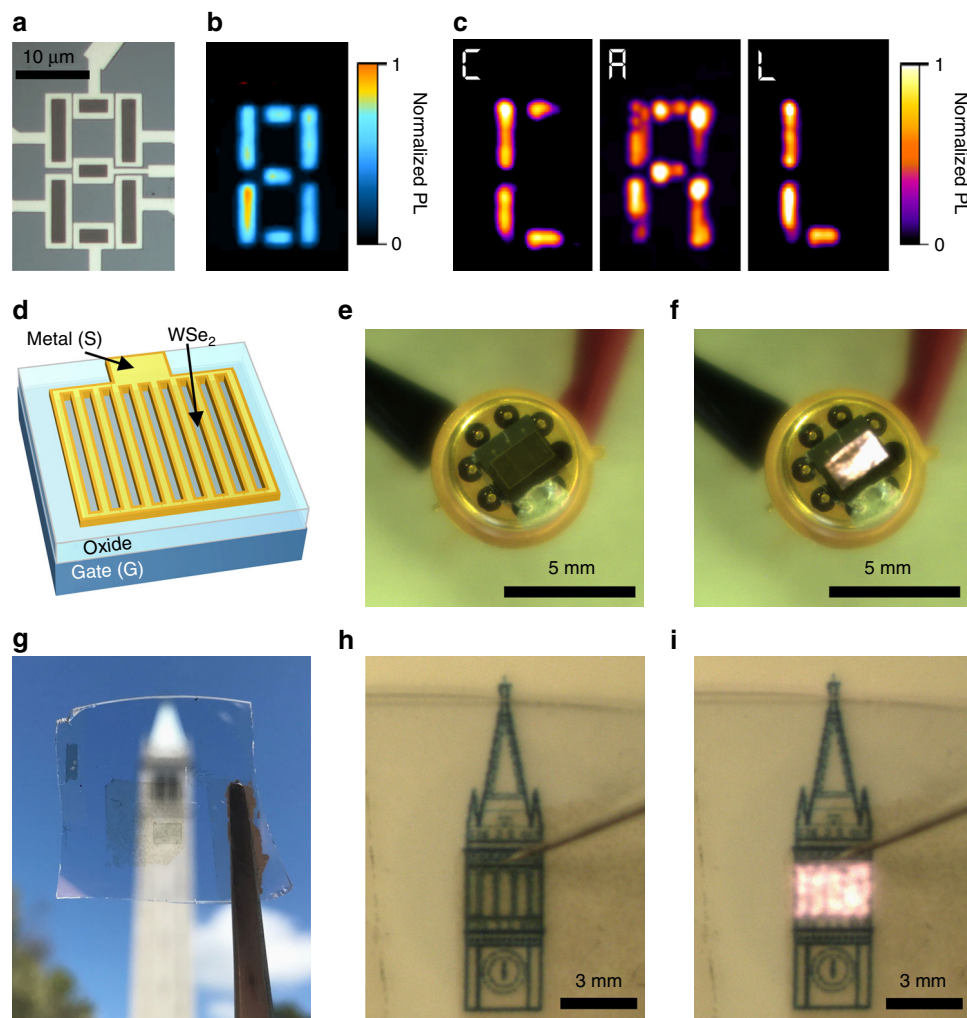 a
b
c
10 μm
1
0
Normalized PL
C
A
L
1
0
Normalized PL
d
e
f
Metal (S)
WSe₂
Oxide
Gate (G)
5 mm
5 mm
g
h
i
3 mm
3 mm